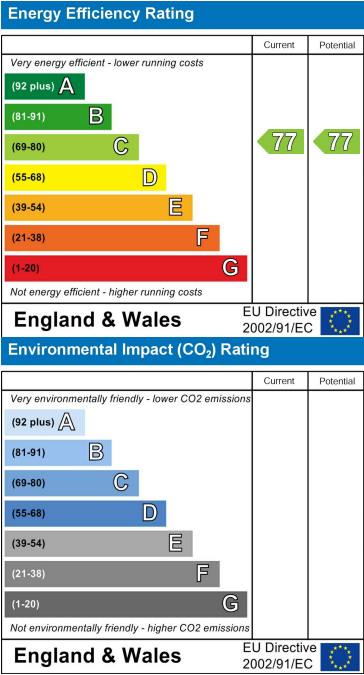 Energy Efficiency Rating
Current Potential
Very energy efficient - lower running costs
(92 plus) A
(81-91) B
(69-80) C 77 77
(55-68) D
(39-54) E
(21-38) F
(1-20) G
Not energy efficient - higher running costs
England & Wales
EU Directive
2002/91/EC
Environmental Impact (CO₂) Rating
Current Potential
Very environmentally friendly - lower CO2 emissions
(92 plus) A
(81-91) B
(69-80) C
(55-68) D
(39-54) E
(21-38) F
(1-20) G
Not environmentally friendly - higher CO2 emissions
England & Wales
EU Directive
2002/91/EC